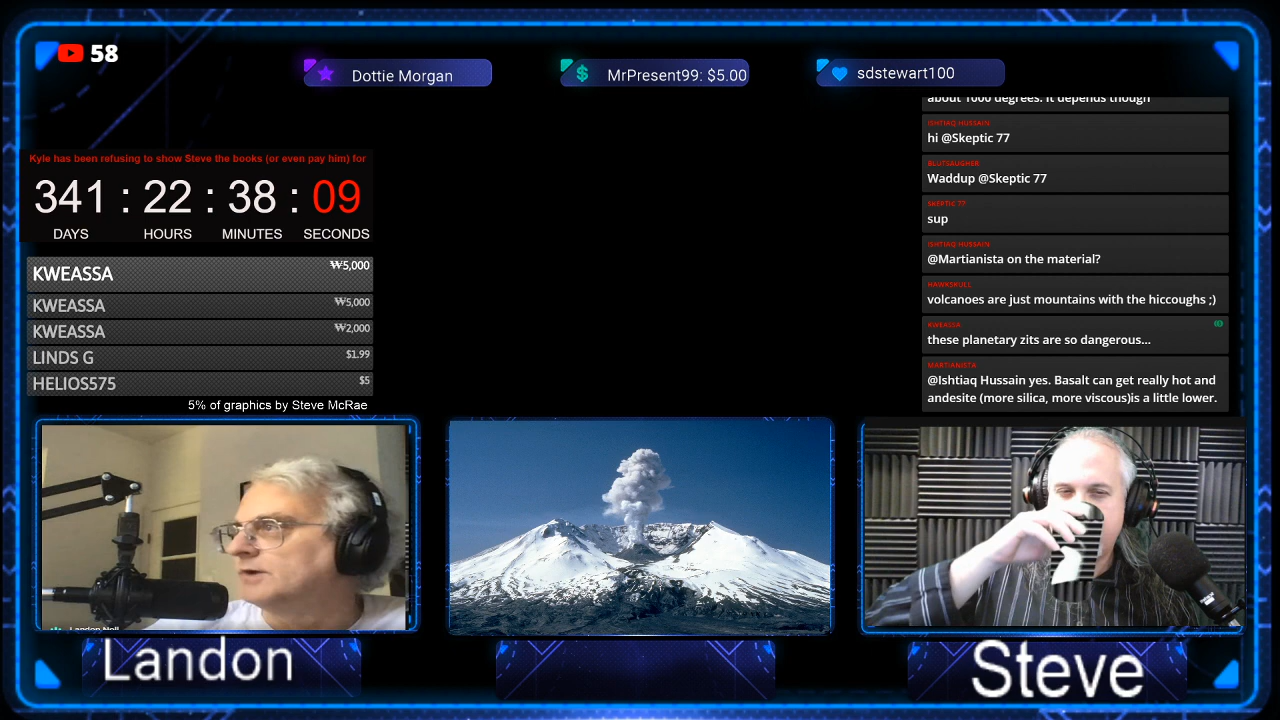 58
Dottie Morgan
MrPresent99: $5.00
sdstewart100
Kyle has been refusing to show Steve the books (or even pay him) for
341 : 22 : 38 : 09
DAYS HOURS MINUTES SECONDS
KWEASSA ₩5,000
KWEASSA ₩5,000
KWEASSA ₩2,000
LINDS G $1.99
HELIOS575 $5
5% of graphics by Steve McRae
about 1000 degrees. It depends though
ISHTIAQ HUSSAIN
hi @Skeptic 77
BLUTSAUGHER
Waddup @Skeptic 77
SKEPTIC 77
sup
ISHTIAQ HUSSAIN
@Martianista on the material?
HAWKSKULL
volcanoes are just mountains with the hiccoughs ;)
KWEASSA
these planetary zits are so dangerous...
MARTIANISTA
@Ishtiaq Hussain yes. Basalt can get really hot and
andesite (more silica, more viscous)is a little lower.
Landon Neil
Landon
Steve